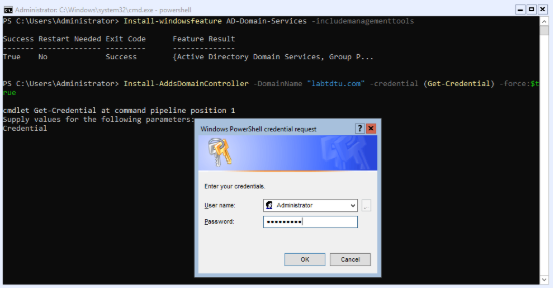 Administrator: C:\Windows\system32\cmd.exe - powershell
PS C:\Users\Administrator> Install-windowsfeature AD-Domain-Services -includemanagementtools
Success Restart Needed Exit Code      Feature Result
------- -------------- ---------      --------------
True    No             Success        {Active Directory Domain Services, Group P...
PS C:\Users\Administrator> Install-AddsDomainController -DomainName "labtdtu.com" -credential (Get-Credential) -force:$t
rue
cmdlet Get-Credential at command pipeline position 1
Supply values for the following parameters:
Credential
Windows PowerShell credential request
Enter your credentials.
User name:
Administrator
Password:
•••••••••
OK
Cancel